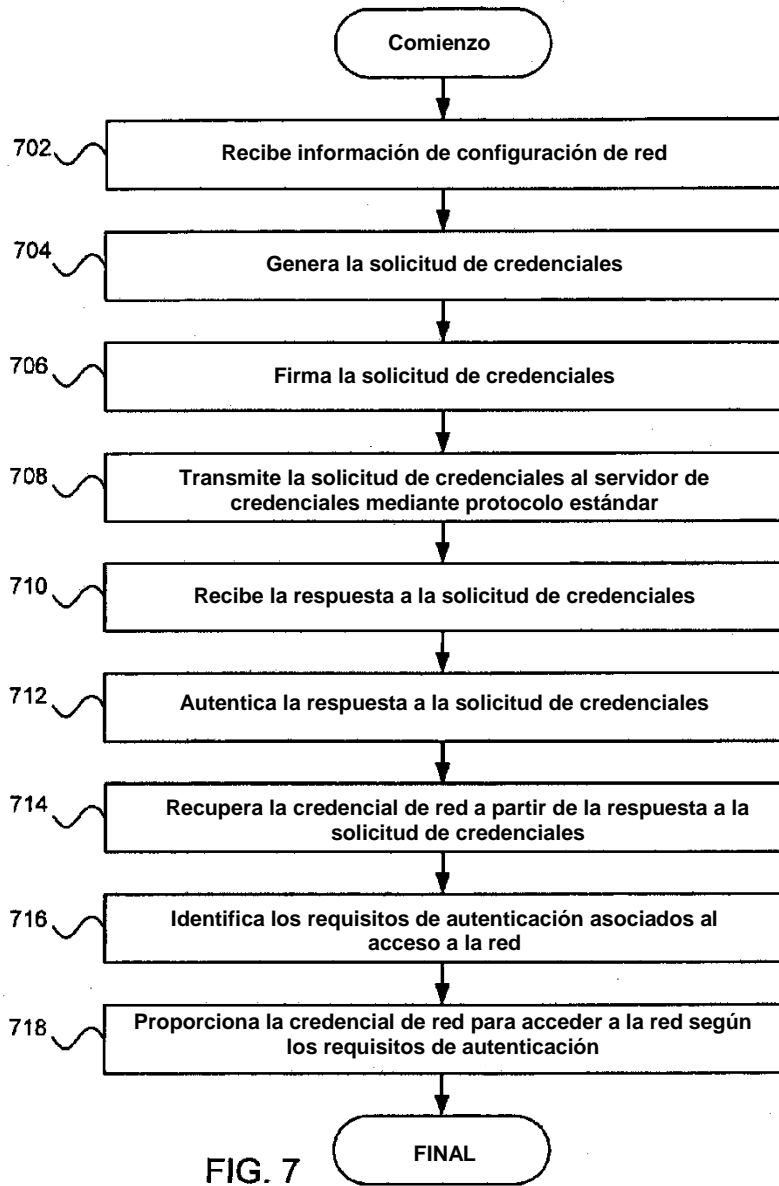 Comienzo
702
Recibe información de configuración de red
704
Genera la solicitud de credenciales
706
Firma la solicitud de credenciales
708
Transmite la solicitud de credenciales al servidor de
credenciales mediante protocolo estándar
710
Recibe la respuesta a la solicitud de credenciales
712
Autentica la respuesta a la solicitud de credenciales
714
Recupera la credencial de red a partir de la respuesta a la
solicitud de credenciales
716
Identifica los requisitos de autenticación asociados al
acceso a la red
718
Proporciona la credencial de red para acceder a la red según
los requisitos de autenticación
FINAL
FIG. 7